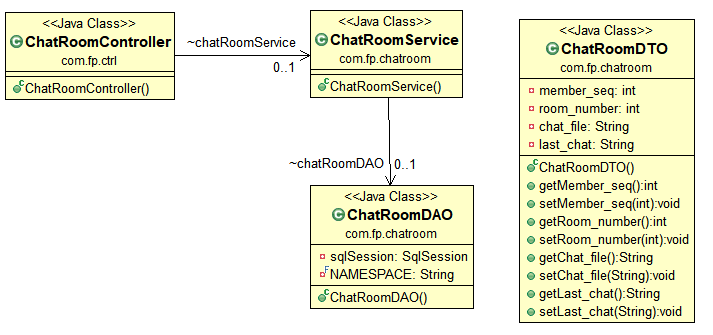 <<Java Class>>
ChatRoomController
com.fp.ctrl
ChatRoomController()
~chatRoomService
0..1
<<Java Class>>
ChatRoomService
com.fp.chatroom
ChatRoomService()
~chatRoomDAO
0..1
<<Java Class>>
ChatRoomDAO
com.fp.chatroom
sqlSession: SqlSession
NAMESPACE: String
ChatRoomDAO()
<<Java Class>>
ChatRoomDTO
com.fp.chatroom
member_seq: int
room_number: int
chat_file: String
last_chat: String
ChatRoomDTO()
getMember_seq():int
setMember_seq(int):void
getRoom_number():int
setRoom_number(int):void
getChat_file():String
setChat_file(String):void
getLast_chat():String
setLast_chat(String):void